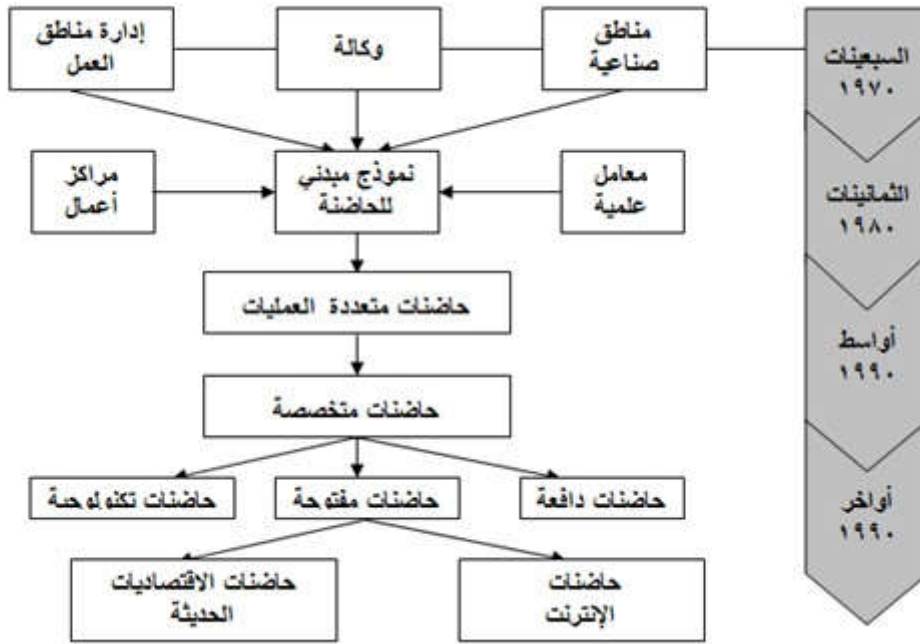 مناطق
صناعية
وكالة
إدارة مناطق
العمل
السبعينات
١٩٧٠
معامل
علمية
نموذج مبدئي
للحاضنة
مراكز
أعمال
الثمانينات
١٩٨٠
حاضنات متعددة العمليات
أواسط
١٩٩٠
حاضنات متخصصة
حاضنات دافعة
حاضنات مفتوحة
حاضنات تكنولوجية
أواخر
١٩٩٠
حاضنات
الإنترنت
حاضنات الاقتصاديات
الحديثة